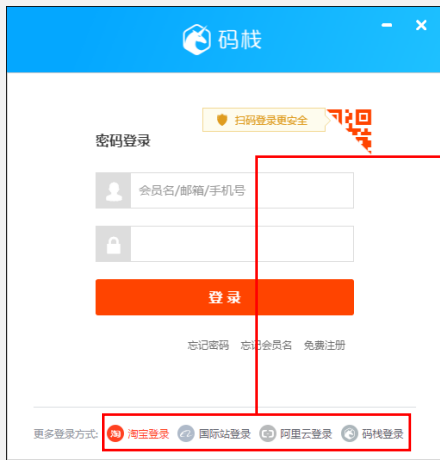 码栈
扫码登录更安全
密码登录
会员名/邮箱/手机号
登 录
忘记密码 忘记会员名 免费注册
更多登录方式: 淘宝登录 国际站登录 阿里云登录 码栈登录